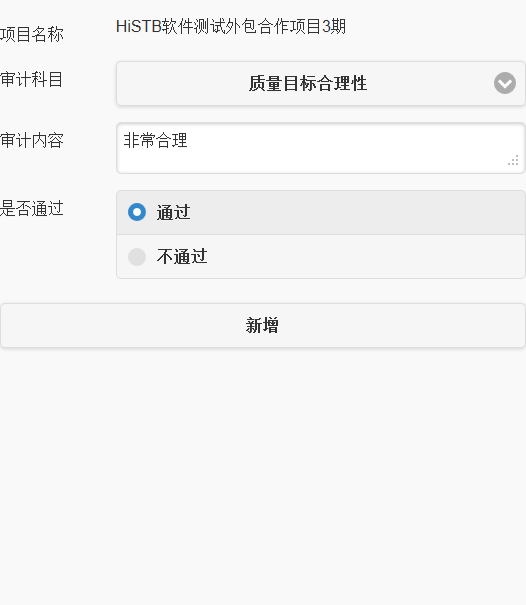 项目名称 HiSTB软件测试外包合作项目3期
审计科目 质量目标合理性
审计内容 非常合理
是否通过 通过
不通过
新增